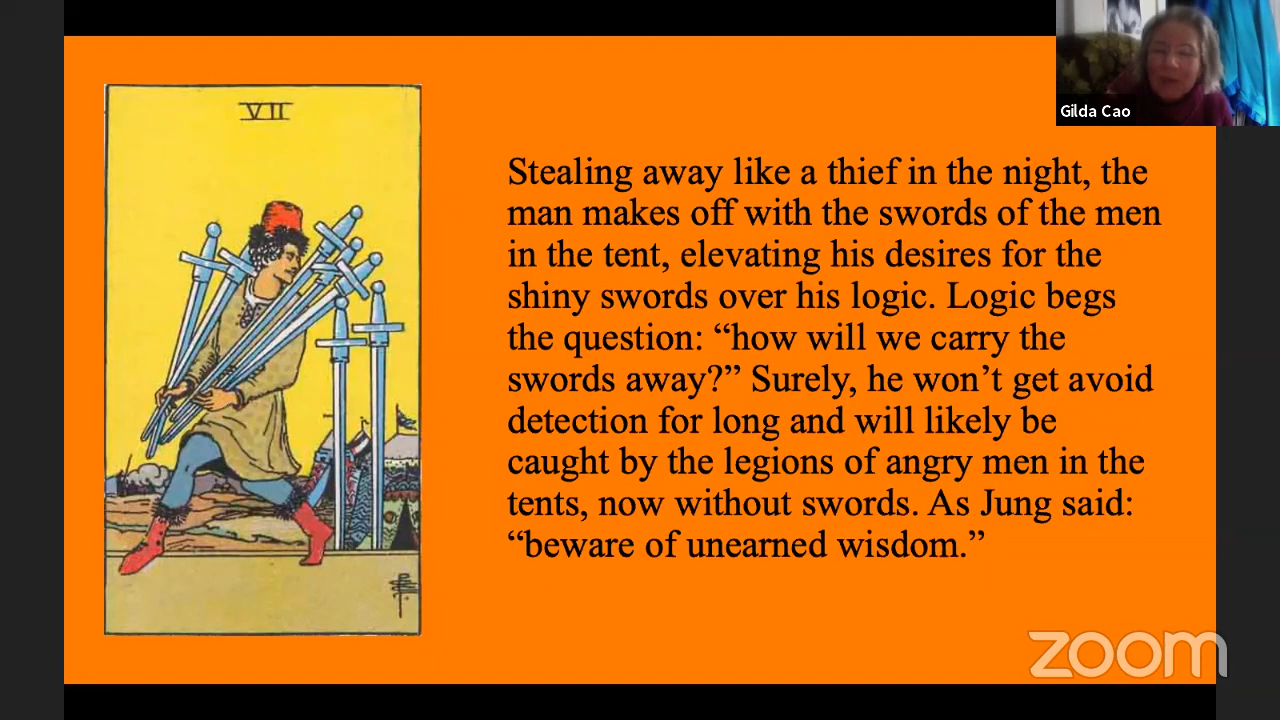 VII
Gilda Cao
Stealing away like a thief in the night, the
man makes off with the swords of the men
in the tent, elevating his desires for the
shiny swords over his logic. Logic begs
the question: “how will we carry the
swords away?” Surely, he won’t get avoid
detection for long and will likely be
caught by the legions of angry men in the
tents, now without swords. As Jung said:
“beware of unearned wisdom.”
zoom